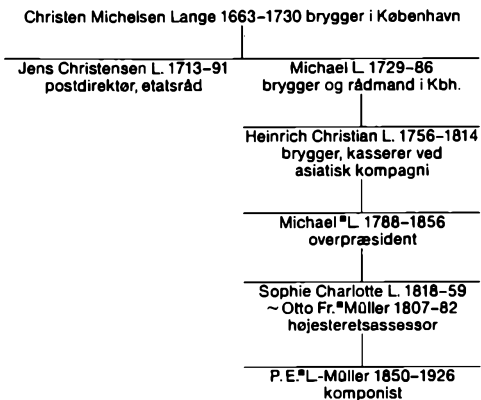 Christen Michelsen Lange 1663–1730 brygger i København
Jens Christensen L. 1713–91
postdirektør, etatsråd
Michael L. 1729–86
brygger og rådmand i Kbh.
Heinrich Christian L. 1756–1814
brygger, kasserer ved
asiatisk kompagni
Michael ■L. 1788–1856
overpræsident
Sophie Charlotte L. 1818–59
~ Otto Fr.■Müller 1807–82
højesteretsassessor
P. E.■L.-Müller 1850–1926
komponist